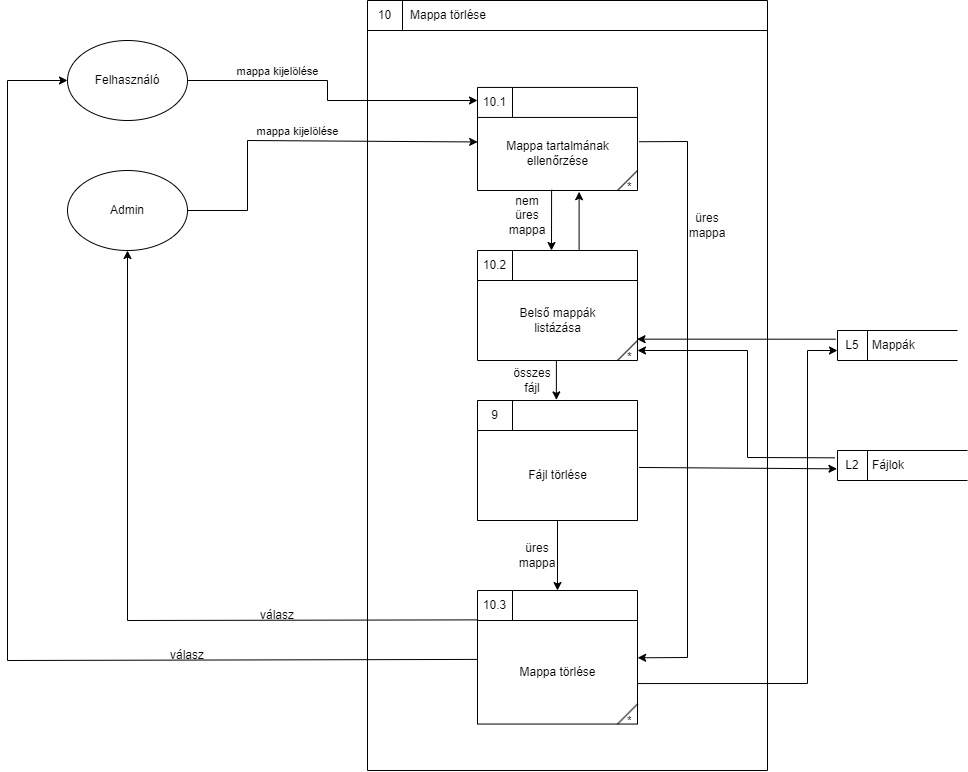 10 Mappa törlése
Felhasználó
mappa kijelölése
10.1
mappa kijelölése
Mappa tartalmának
ellenőrzése
*
Admin
nem
üres
mappa
üres
mappa
10.2
Belső mappák
listázása
*
L5 Mappák
összes
fájl
9
L2 Fájlok
Fájl törlése
üres
mappa
10.3
válasz
válasz
Mappa törlése
*